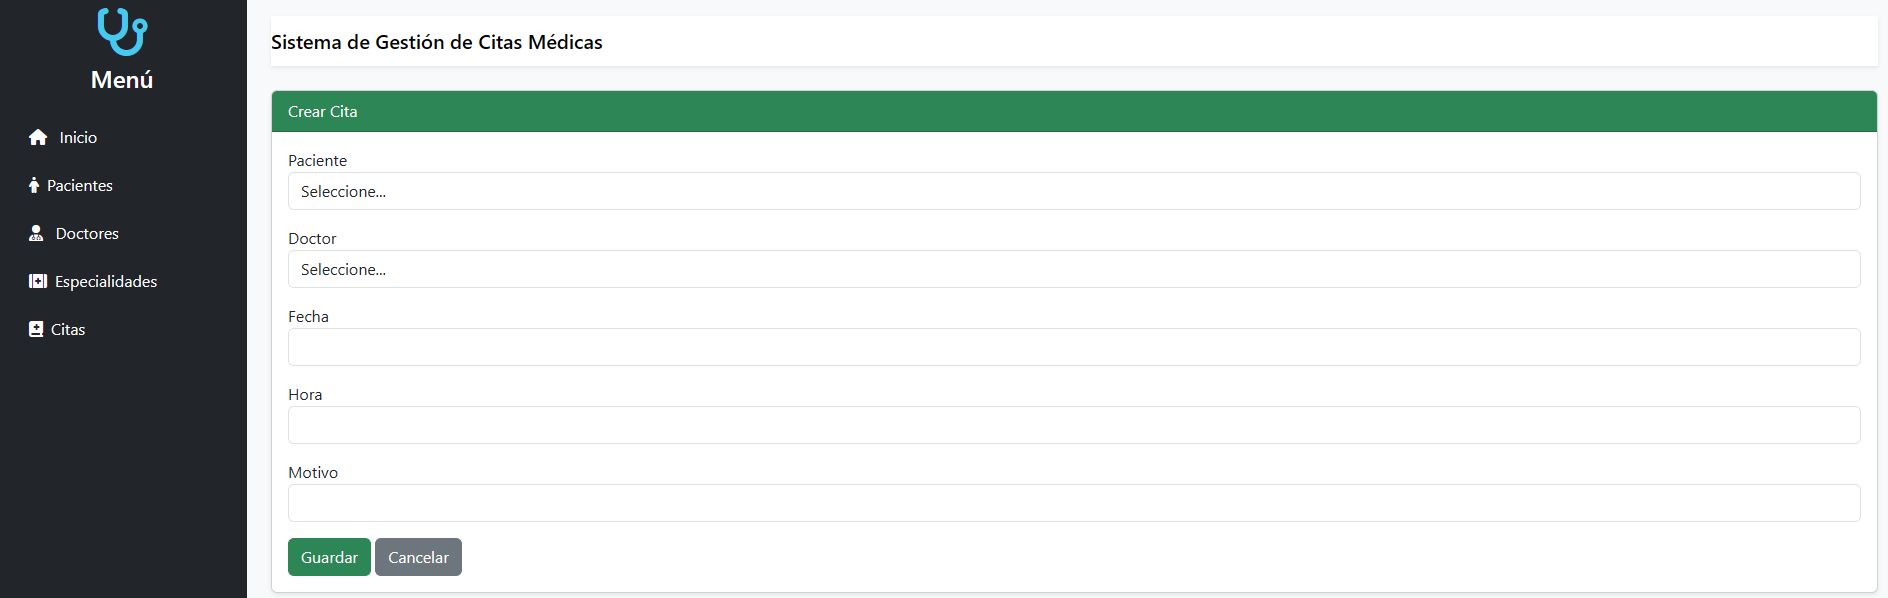 Menú
Inicio
Pacientes
Doctores
Especialidades
Citas
Sistema de Gestión de Citas Médicas
Crear Cita
Paciente
Seleccione...
Doctor
Seleccione...
Fecha
Hora
Motivo
Guardar Cancelar